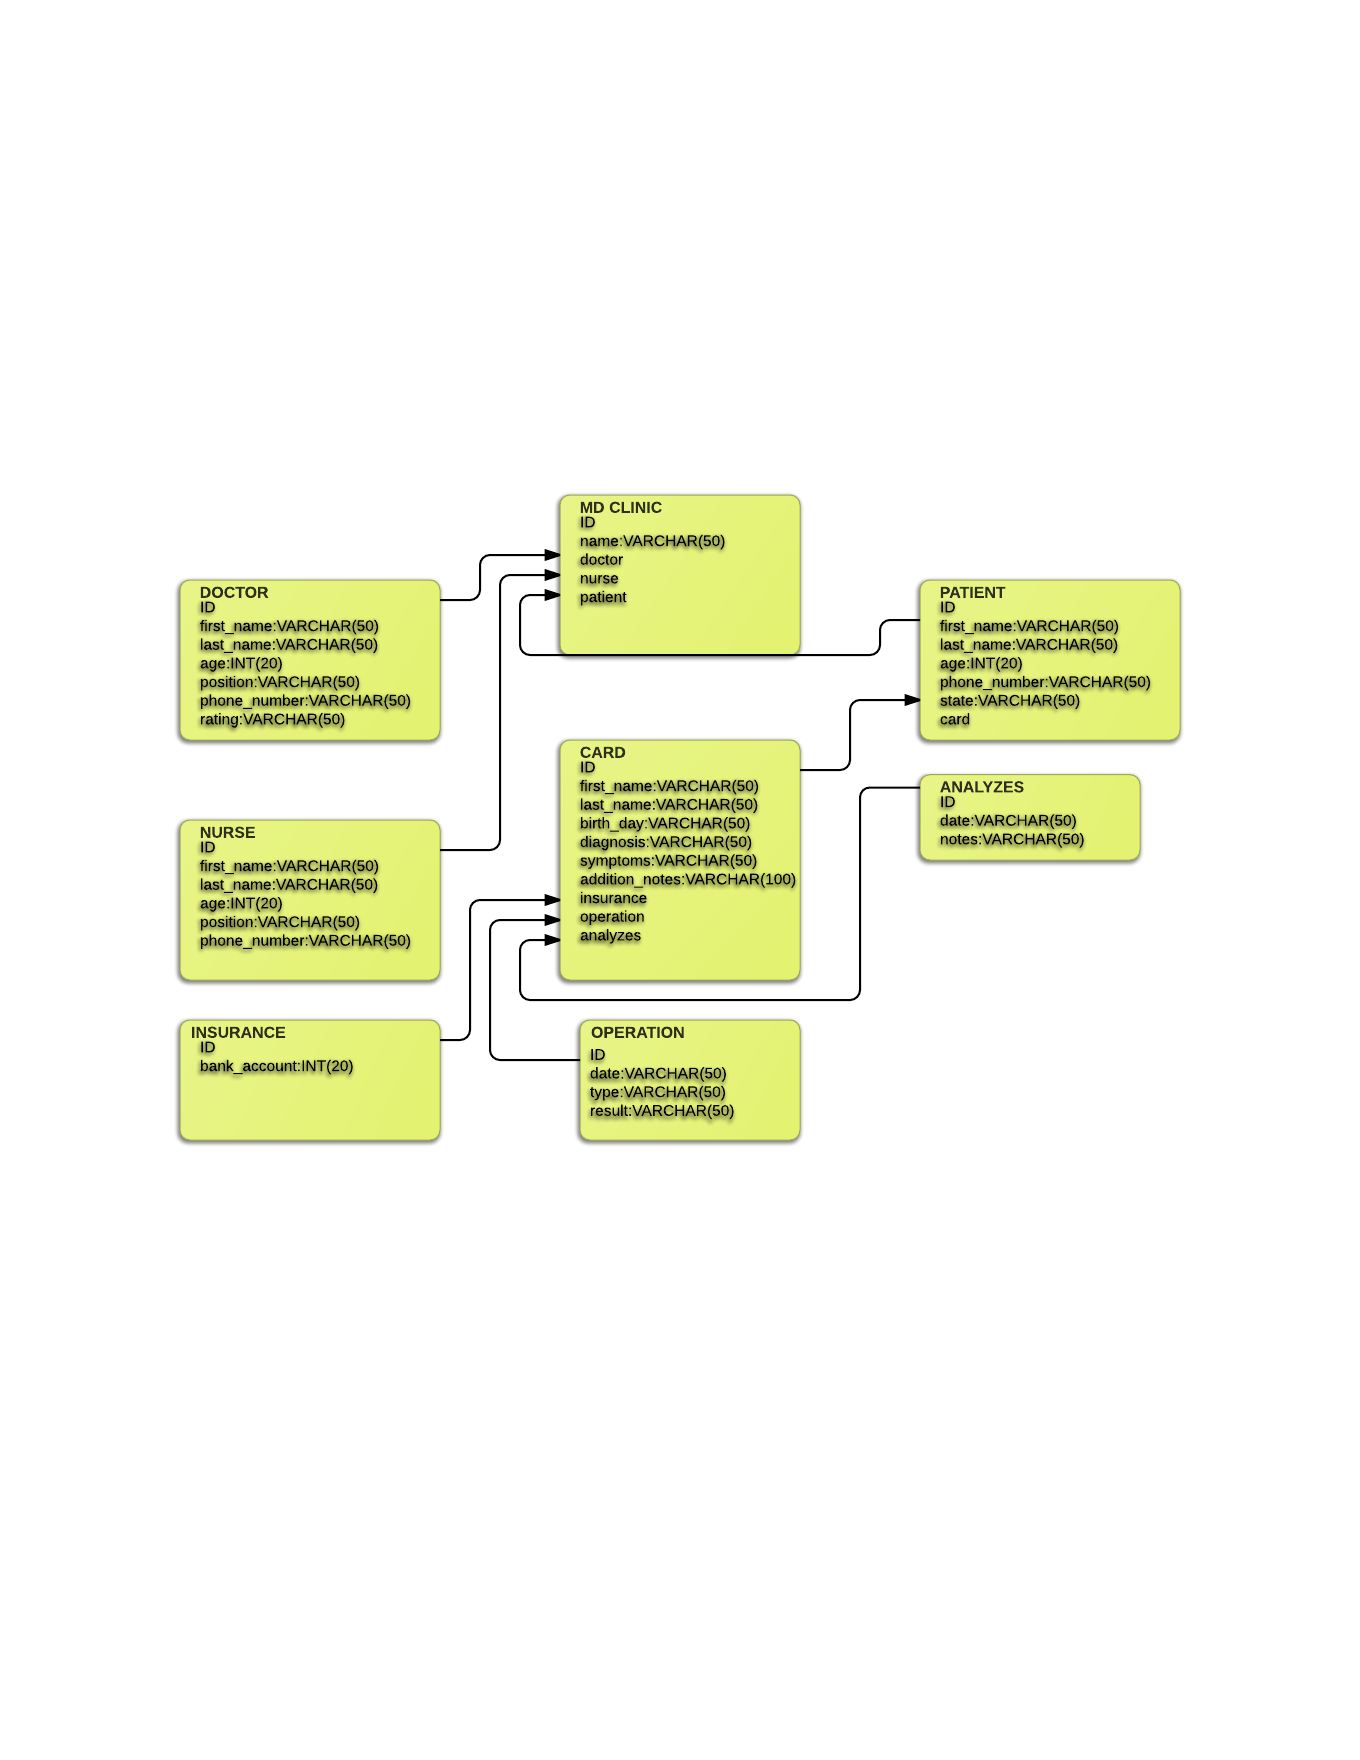 MD CLINIC
ID
name:VARCHAR(50)
doctor
nurse
patient
DOCTOR
ID
first_name:VARCHAR(50)
last_name:VARCHAR(50)
age:INT(20)
position:VARCHAR(50)
phone_number:VARCHAR(50)
rating:VARCHAR(50)
PATIENT
ID
first_name:VARCHAR(50)
last_name:VARCHAR(50)
age:INT(20)
phone_number:VARCHAR(50)
state:VARCHAR(50)
card
CARD
ID
first_name:VARCHAR(50)
last_name:VARCHAR(50)
birth_day:VARCHAR(50)
diagnosis:VARCHAR(50)
symptoms:VARCHAR(50)
addition_notes:VARCHAR(100)
insurance
operation
analyzes
ANALYZES
ID
date:VARCHAR(50)
notes:VARCHAR(50)
NURSE
ID
first_name:VARCHAR(50)
last_name:VARCHAR(50)
age:INT(20)
position:VARCHAR(50)
phone_number:VARCHAR(50)
INSURANCE
ID
bank_account:INT(20)
OPERATION
ID
date:VARCHAR(50)
type:VARCHAR(50)
result:VARCHAR(50)